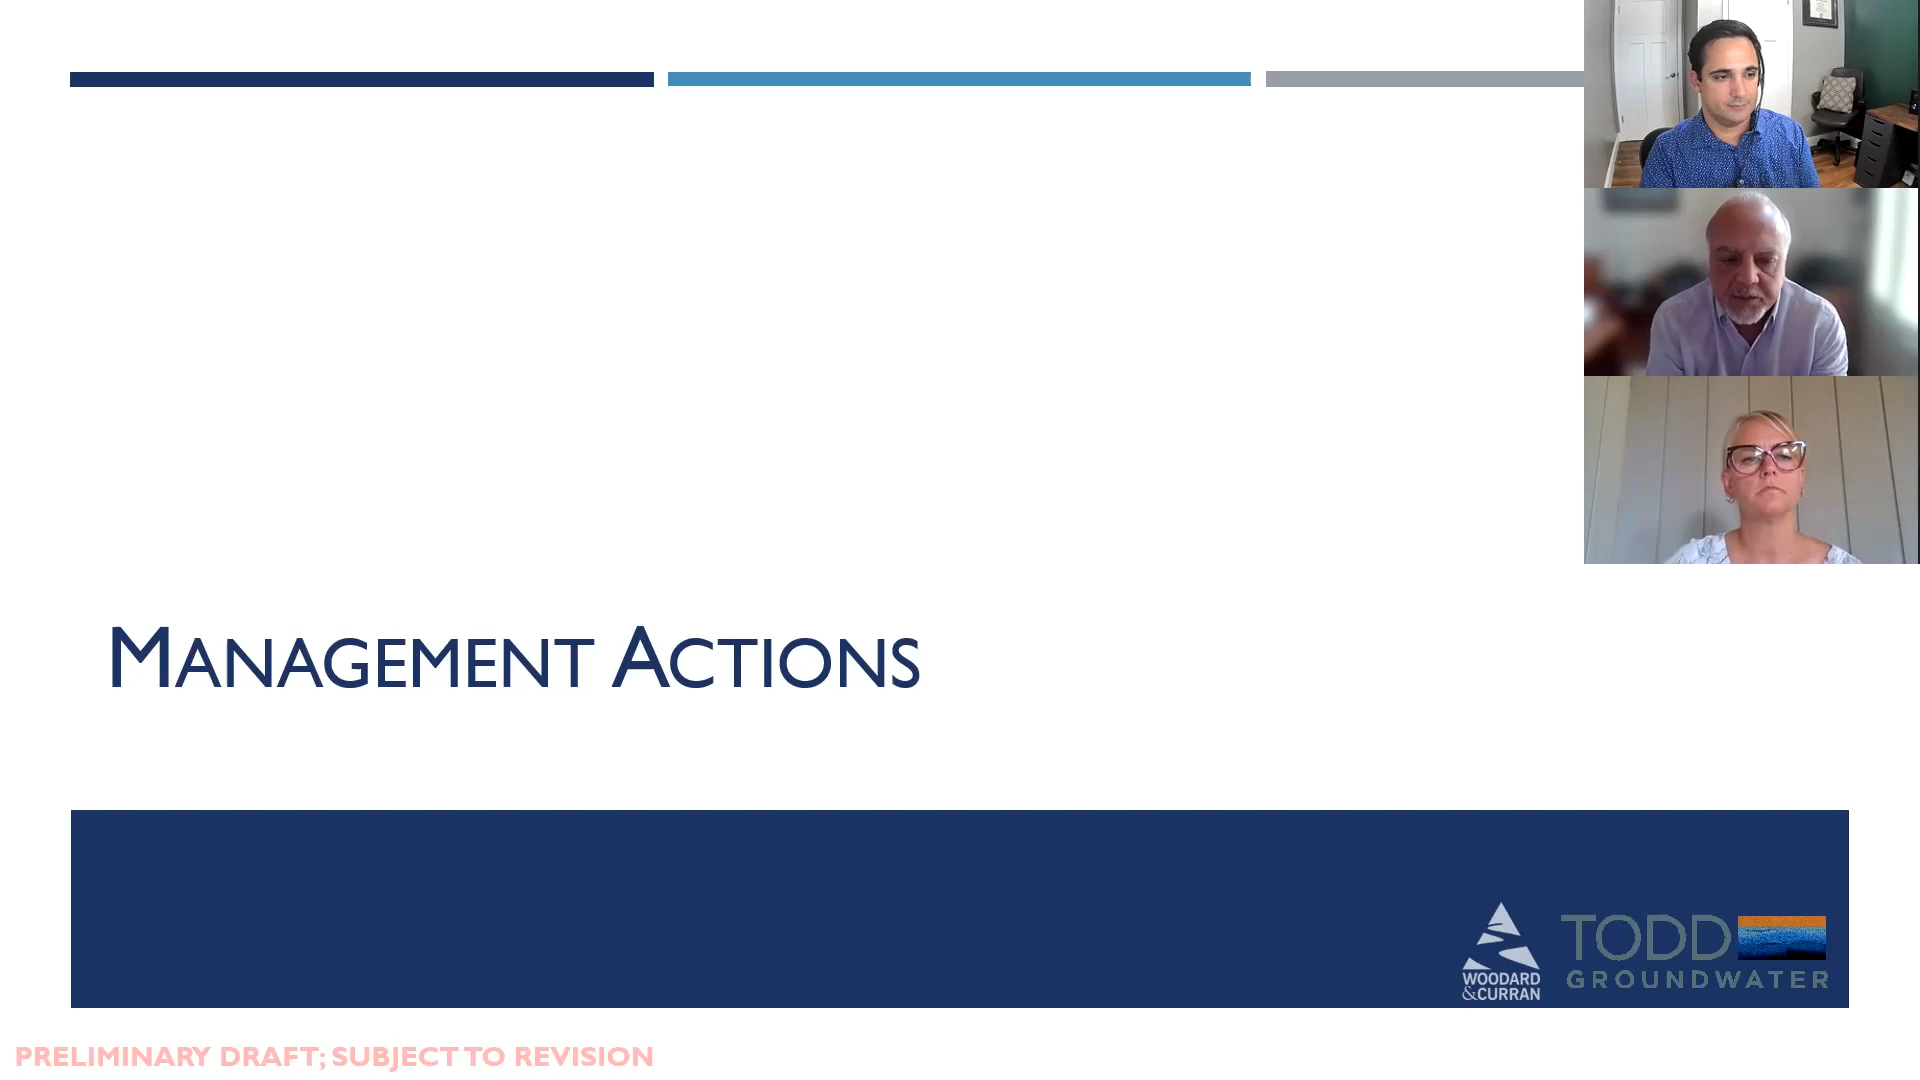 MANAGEMENT ACTIONS
WOODARD
&CURRAN
TODD
GROUNDWATER
PRELIMINARY DRAFT; SUBJECT TO REVISION